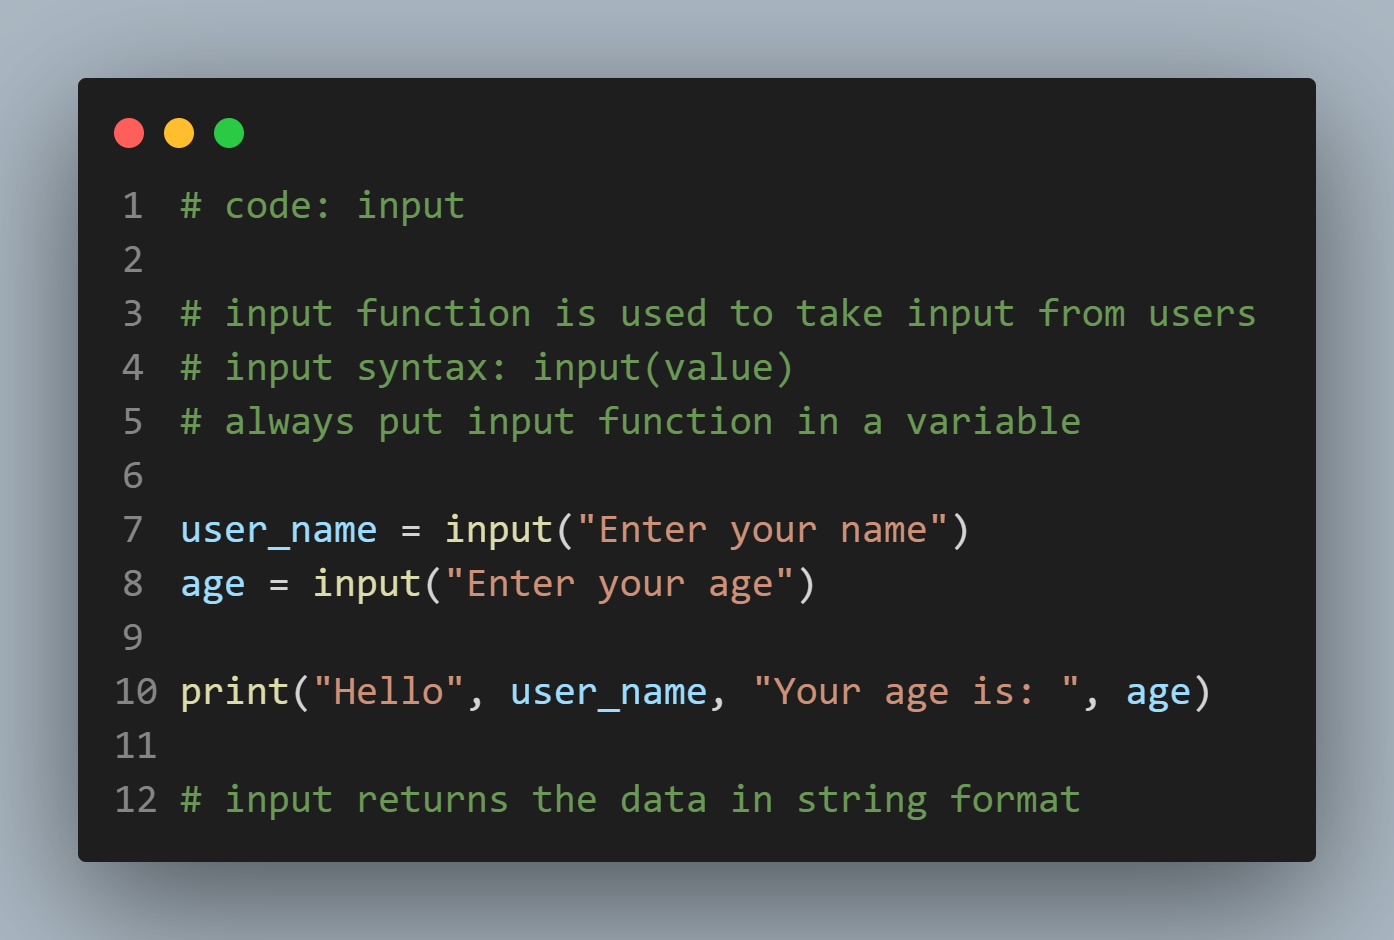 1 # code: input
2
3 # input function is used to take input from users
4 # input syntax: input(value)
5 # always put input function in a variable
6
7 user_name = input("Enter your name")
8 age = input("Enter your age")
9
10 print("Hello", user_name, "Your age is: ", age)
11
12 # input returns the data in string format